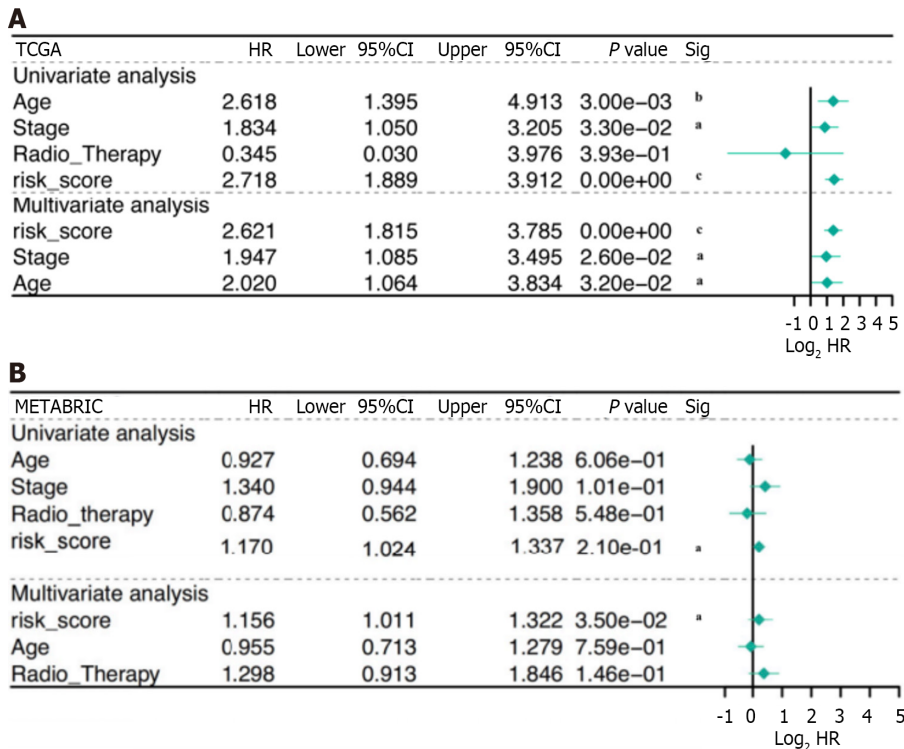 A
TCGA HR Lower 95%CI Upper 95%CI P value Sig
Univariate analysis
Age 2.618 1.395 4.913 3.00e−03 b
Stage 1.834 1.050 3.205 3.30e−02 a
Radio_Therapy 0.345 0.030 3.976 3.93e−01
risk_score 2.718 1.889 3.912 0.00e+00 c
Multivariate analysis
risk_score 2.621 1.815 3.785 0.00e+00 c
Stage 1.947 1.085 3.495 2.60e−02 a
Age 2.020 1.064 3.834 3.20e−02 a
-1 0 1 2 3 4 5
Log2 HR
B
METABRIC HR Lower 95%CI Upper 95%CI P value Sig
Univariate analysis
Age 0.927 0.694 1.238 6.06e−01
Stage 1.340 0.944 1.900 1.01e−01
Radio_therapy 0.874 0.562 1.358 5.48e−01
risk_score 1.170 1.024 1.337 2.10e-01 a
Multivariate analysis
risk_score 1.156 1.011 1.322 3.50e−02 a
Age 0.955 0.713 1.279 7.59e−01
Radio_Therapy 1.298 0.913 1.846 1.46e−01
-1 0 1 2 3 4 5
Log2 HR